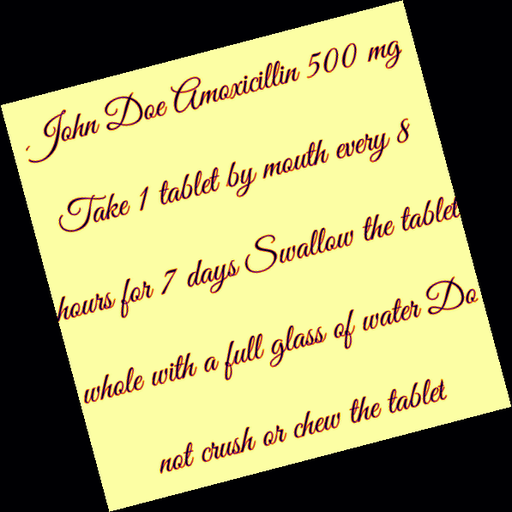 John Doe Amoxicillin 500 mg
Take 1 tablet by mouth every 8
hours for 7 days Swallow the tablet
whole with a full glass of water Do
not crush or chew the tablet